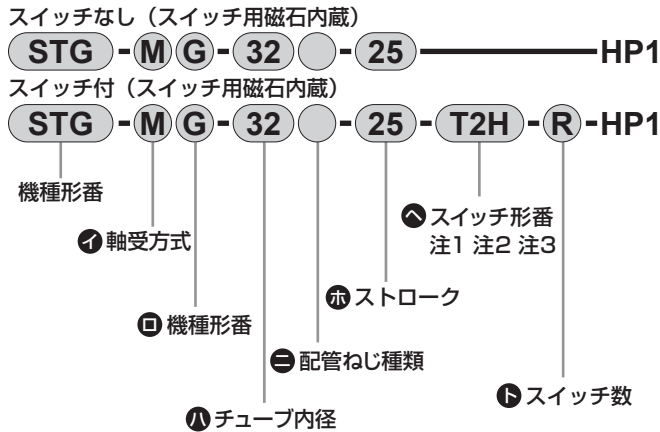 スイッチなし（スイッチ用磁石内蔵）
STG-MG-32 -25 HP1
スイッチ付（スイッチ用磁石内蔵）
STG-MG-32 -25-T2H-R-HP1
機種形番
イ 軸受方式
ロ 機種形番
ハ チューブ内径
ニ 配管ねじ種類
ホ ストローク
ヘ スイッチ形番
注1 注2 注3
ト スイッチ数